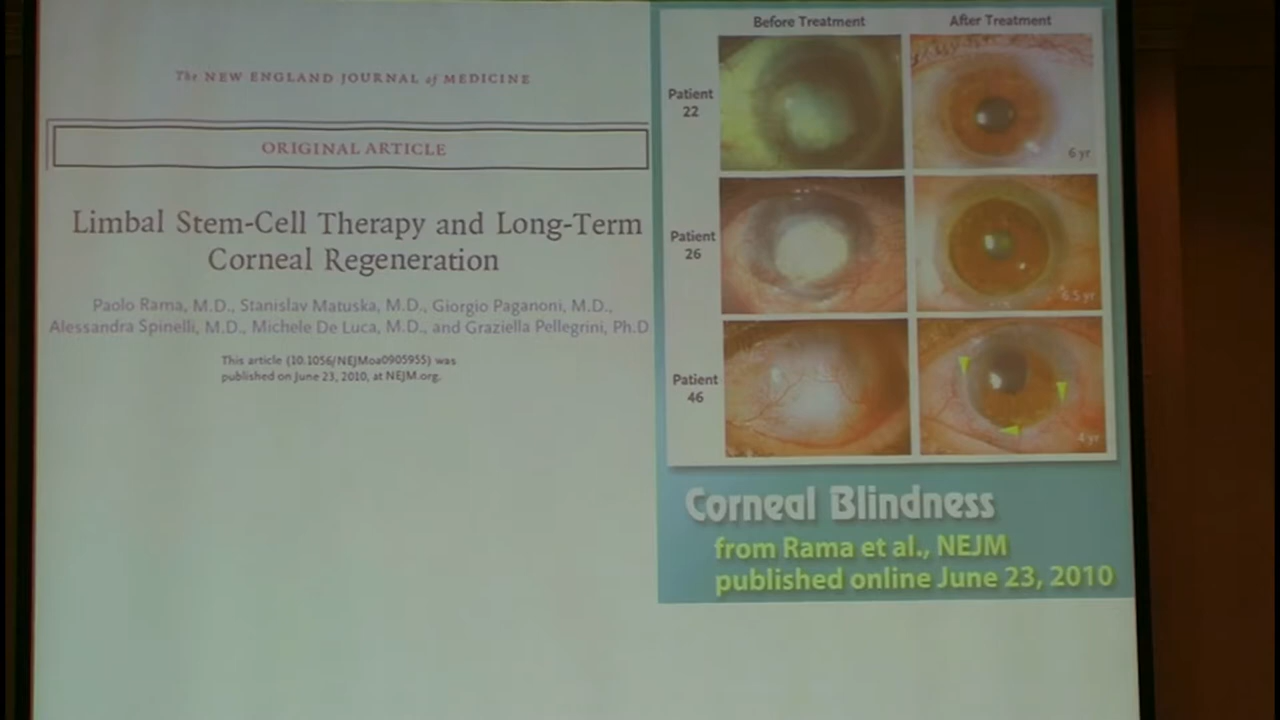 The NEW ENGLAND JOURNAL of MEDICINE
ORIGINAL ARTICLE
Limbal Stem-Cell Therapy and Long-Term
Corneal Regeneration
Paolo Rama, M.D., Stanislav Matuska, M.D., Giorgio Paganoni, M.D.,
Alessandra Spinelli, M.D., Michele De Luca, M.D., and Graziella Pellegrini, Ph.D
This article (10.1056/NEJMoa0905955) was
published on June 23, 2010, at NEJM.org.
Before Treatment
After Treatment
Patient
22
6 yr
Patient
26
6.5 yr
Patient
46
4 yr
Corneal Blindness
from Rama et al., NEJM
published online June 23, 2010